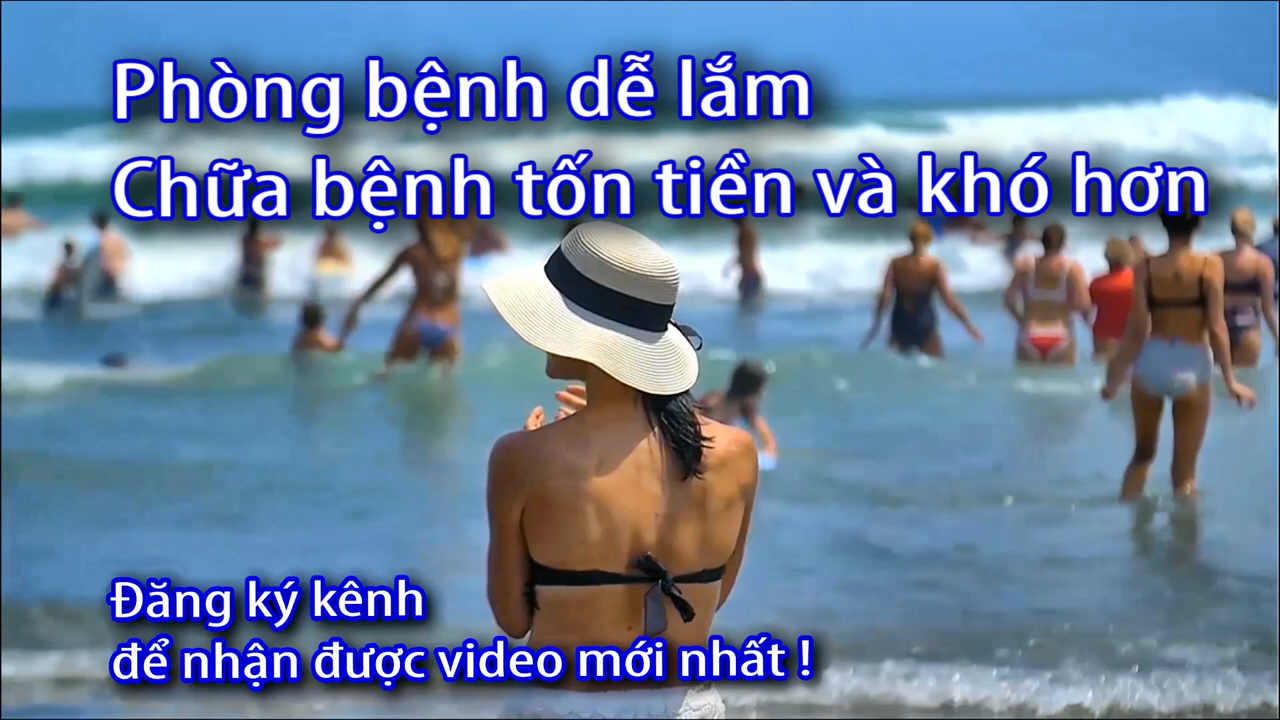 Phòng bệnh dễ lắm
Chữa bệnh tốn tiền và khó hơn
Đăng ký kênh
để nhận được video mới nhất !